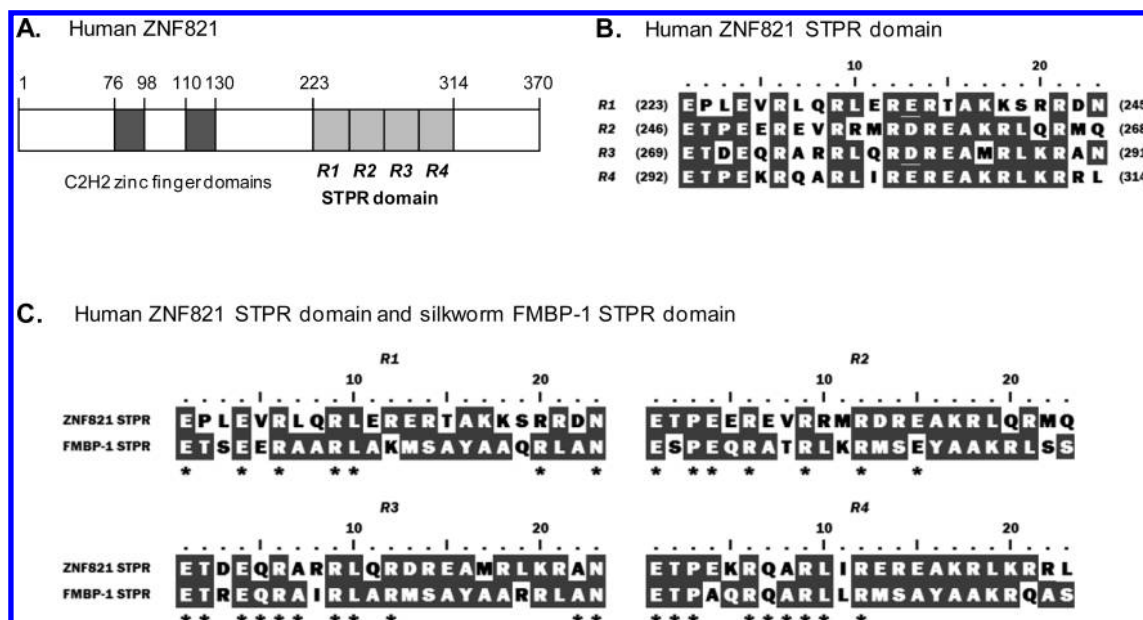 A. Human ZNF821
1 76 98 110 130 223 314 370
R1 R2 R3 R4
C2H2 zinc finger domains
STPR domain
B. Human ZNF821 STPR domain
10 20
R1 (223) EPLEVRLQRLERERTAKKSRRDN (245
R2 (246) ETPEEREVRRMRDREAKRLQRMQ (268
R3 (269) ETDEQRARRLQRDREAMRLKRAN (291
R4 (292) ETPEKRQARLIREREAKRLKRRL (314
C. Human ZNF821 STPR domain and silkworm FMBP-1 STPR domain
R1 R2
10 20 10 20
ZNF821 STPR EPLEVRLQRLERERTAKKSRRDN ETPEEREVRRMRDREAKRLQRMQ
FMBP-1 STPR ETSEERAARLAKMSAYAAQRLAN ESPEQRATRLKRMSEYAAKRLSS
* * * * * * * * * * * * * *
R3 R4
10 20 10 20
ZNF821 STPR ETDEQRARRLQRDREAMRLKRAN ETPEKRQARLIREREAKRLKRRL
FMBP-1 STPR ETREQRAIRLARMSAYAARRLAN ETPAQRQARLLRMSAYAAKRQAS
* * * * * * * * * * * * * * * * * * * *